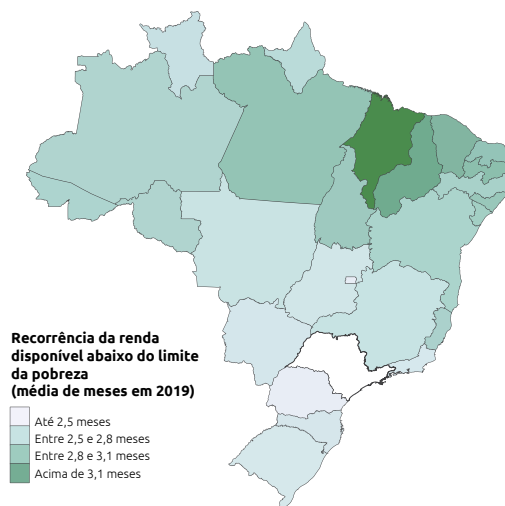 Recorrência da renda
disponível abaixo do limite
da pobreza
(média de meses em 2019)
Até 2,5 meses
Entre 2,5 e 2,8 meses
Entre 2,8 e 3,1 meses
Acima de 3,1 meses